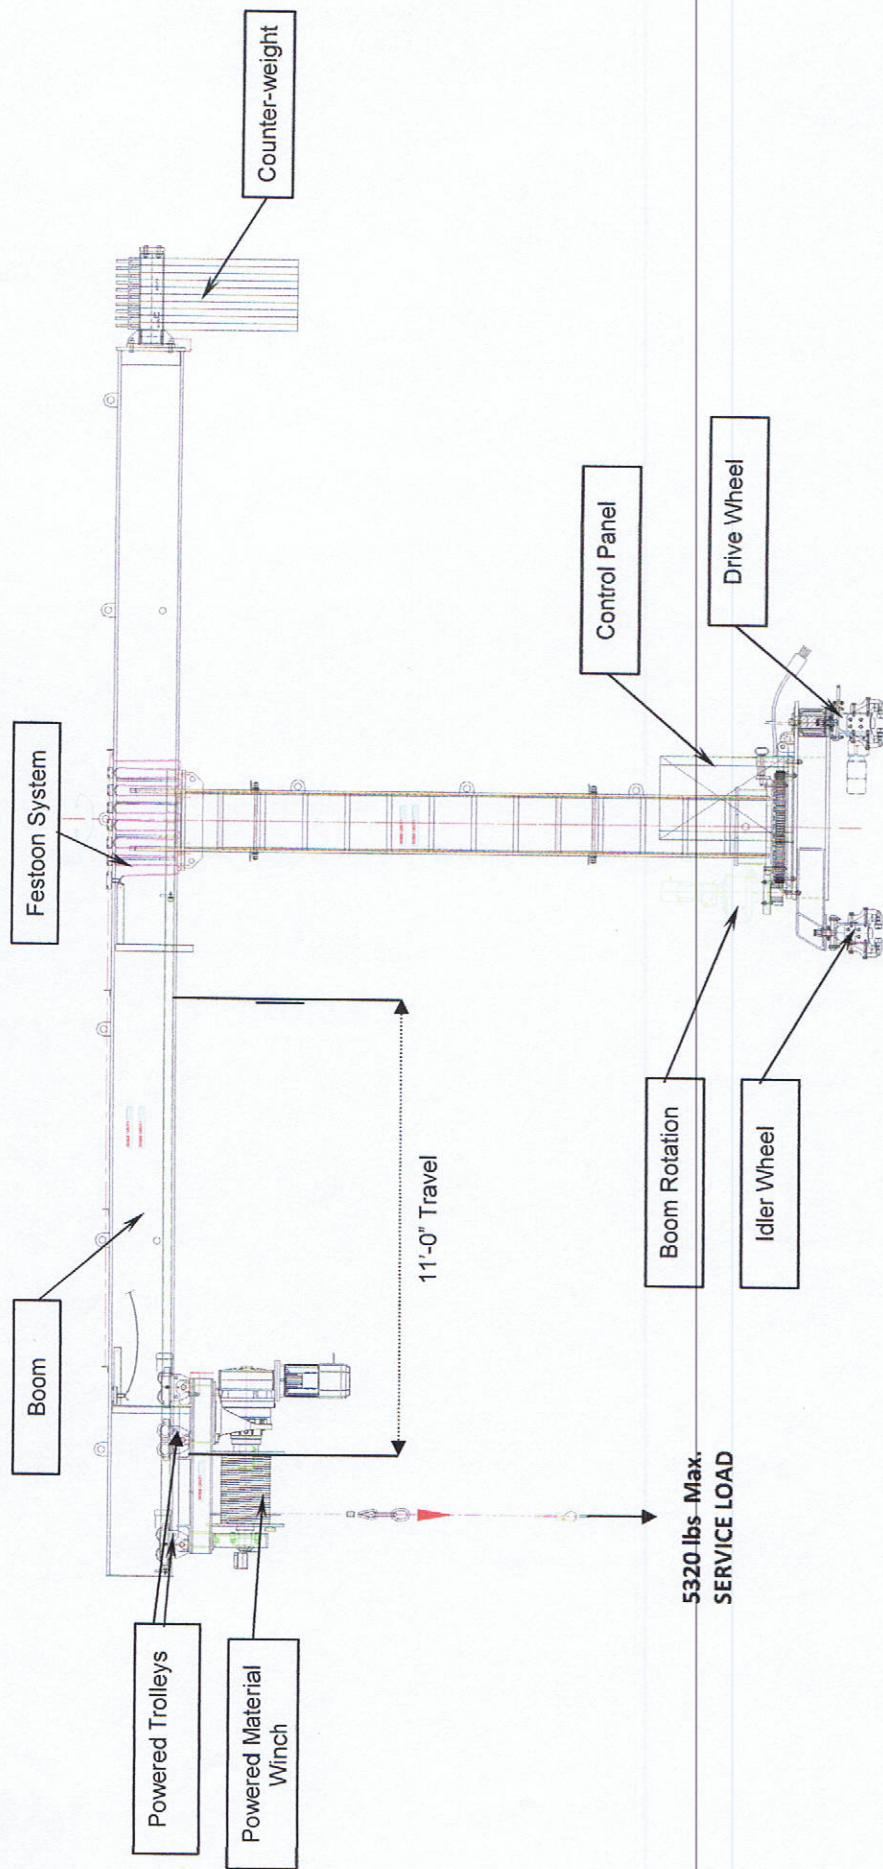 Counter-weight
Festoon System
Boom
Control Panel
Drive Wheel
11'-0" Travel
Powered Trolleys
Powered Material
Winch
Boom Rotation
Idler Wheel
5320 lbs Max.
SERVICE LOAD